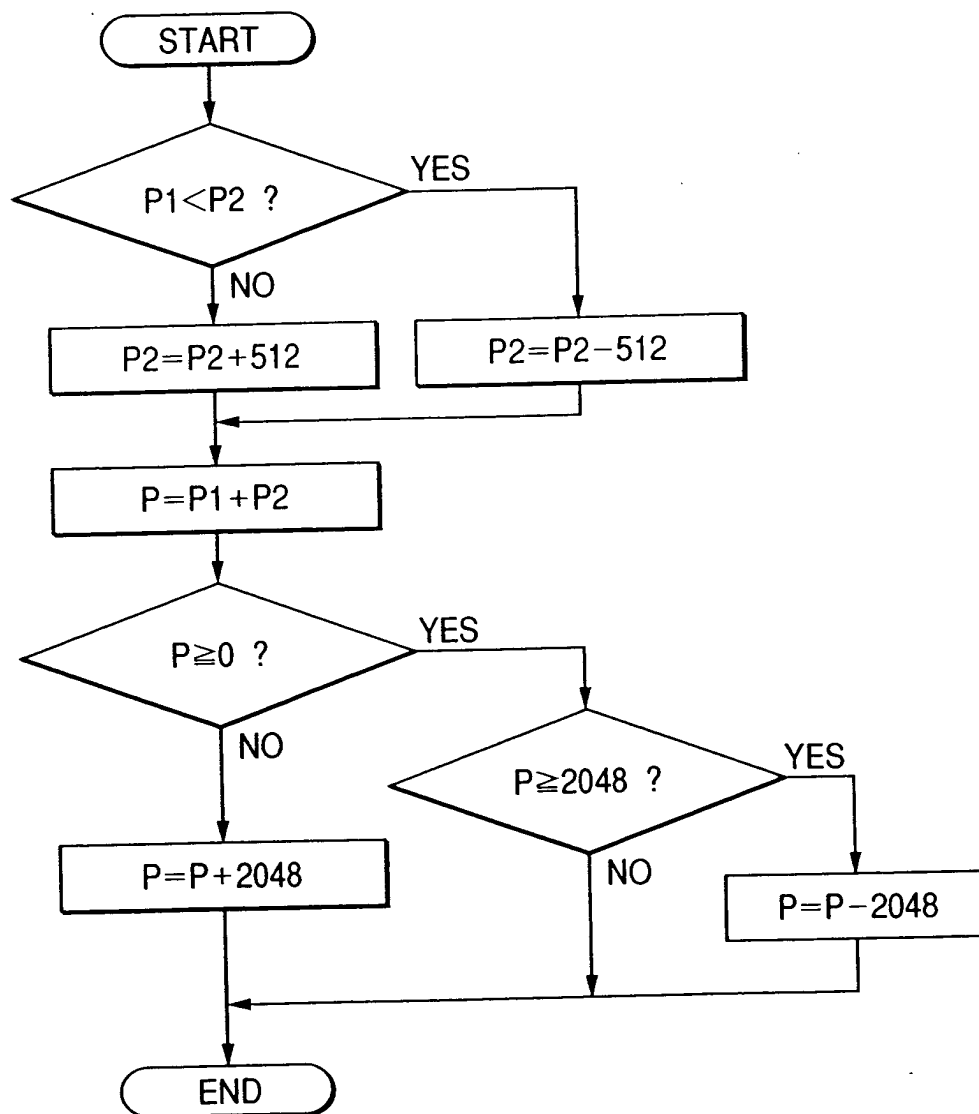 START
P1<P2 ?
YES
NO
P2=P2+512
P2=P2−512
P=P1+P2
P≧0 ?
YES
NO
P≧2048 ?
YES
NO
P=P+2048
P=P−2048
END